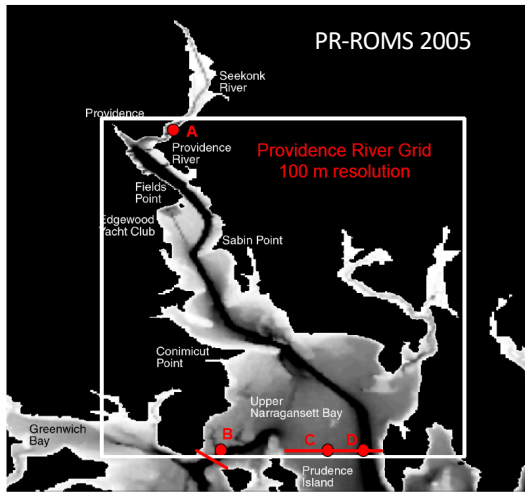 PR-ROMS 2005
Seekonk
River
Providence
A
Providence
River
Providence River Grid
100 m resolution
Fields
Point
Edgewood
Yacht Club
Sabin Point
Conimicut
Point
Upper
Narragansett Bay
Greenwich
Bay
B
C
D
Prudence
Island